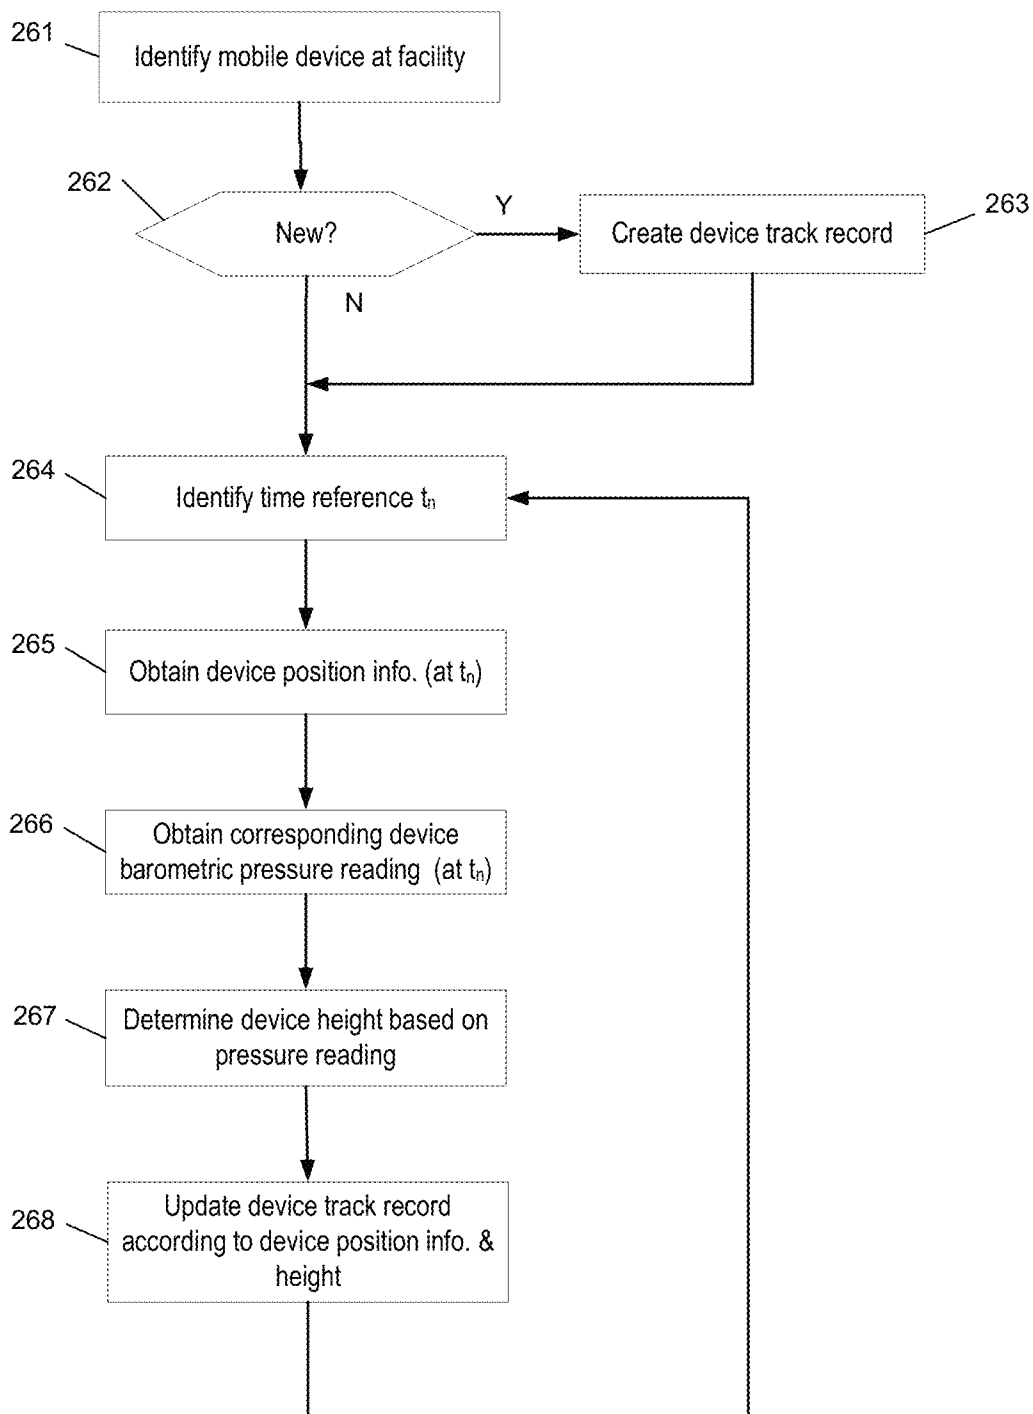 261
Identify mobile device at facility
262
New?
Y
Create device track record
263
N
264
Identify time reference tₙ
265
Obtain device position info. (at tₙ)
266
Obtain corresponding device
barometric pressure reading (at tₙ)
267
Determine device height based on
pressure reading
268
Update device track record
according to device position info. &
height